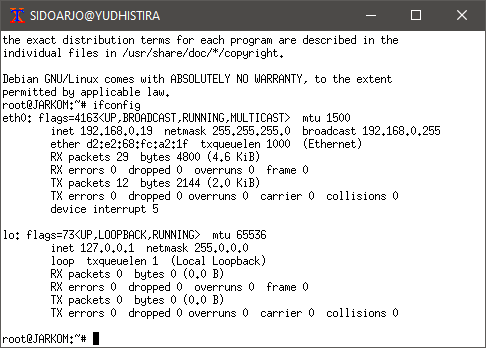 SIDOARJO@YUDHISTIRA
the exact distribution terms for each program are described in the
individual files in /usr/share/doc/*/copyright.
Debian GNU/Linux comes with ABSOLUTELY NO WARRANTY, to the extent
permitted by applicable law.
root@JARKOM:~# ifconfig
eth0: flags=4163<UP,BROADCAST,RUNNING,MULTICAST>  mtu 1500
        inet 192.168.0.19  netmask 255.255.255.0  broadcast 192.168.0.255
        ether d2:e2:68:fc:a2:1f  txqueuelen 1000  (Ethernet)
        RX packets 29  bytes 4800 (4.6 KiB)
        RX errors 0  dropped 0  overruns 0  frame 0
        TX packets 12  bytes 2144 (2.0 KiB)
        TX errors 0  dropped 0 overruns 0  carrier 0  collisions 0
        device interrupt 5
lo: flags=73<UP,LOOPBACK,RUNNING>  mtu 65536
        inet 127.0.0.1  netmask 255.0.0.0
        loop  txqueuelen 1  (Local Loopback)
        RX packets 0  bytes 0 (0.0 B)
        RX errors 0  dropped 0  overruns 0  frame 0
        TX packets 0  bytes 0 (0.0 B)
        TX errors 0  dropped 0 overruns 0  carrier 0  collisions 0
root@JARKOM:~#